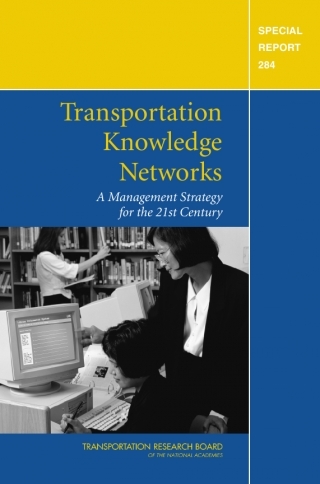 SPECIAL
REPORT
284
Transportation
Knowledge
Networks
A Management Strategy
for the 21st Century
TRANSPORTATION RESEARCH BOARD
OF THE NATIONAL ACADEMIES